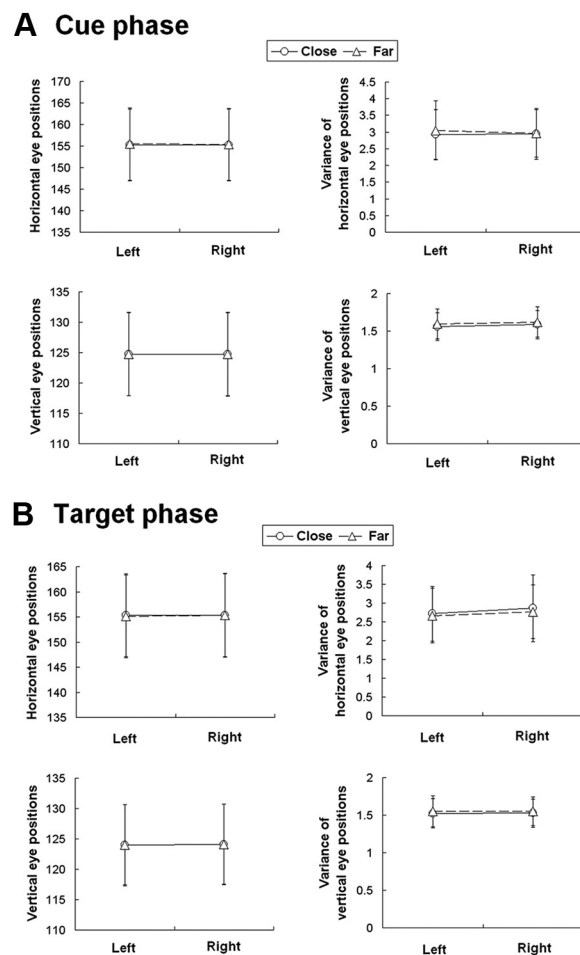 A Cue phase
Close Far
Horizontal eye positions
170
165
160
155
150
145
140
135
Left Right
Variance of
horizontal eye positions
4.5
4
3.5
3
2.5
2
1.5
1
0.5
0
Left Right
Vertical eye positions
135
130
125
120
115
110
Left Right
Variance of
vertical eye positions
2
1.5
1
0.5
0
Left Right
B Target phase
Close Far
Horizontal eye positions
165
160
155
150
145
140
135
Left Right
Variance of
horizontal eye positions
4
3.5
3
2.5
2
1.5
1
0.5
0
Left Right
Vertical eye positions
135
130
125
120
115
110
Left Right
Variance of
vertical eye positions
2
1.5
1
0.5
0
Left Right